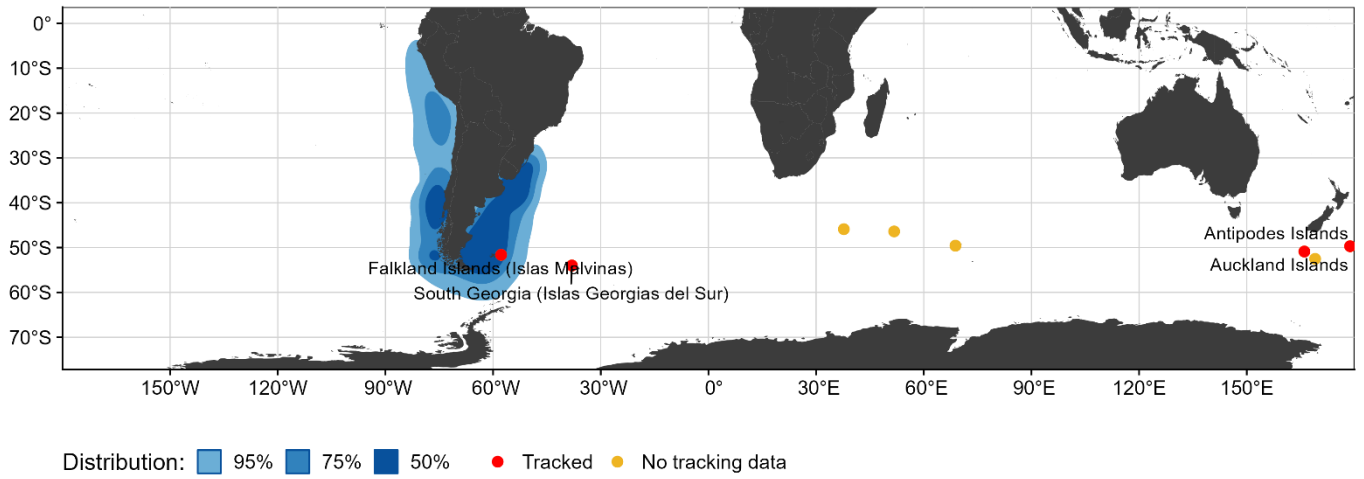 0°
10°S
20°S
30°S
40°S
50°S
60°S
70°S
Antipodes Islands
Falkland Islands (Islas Malvinas)
Auckland Islands
South Georgia (Islas Georgias del Sur)
150°W 120°W 90°W 60°W 30°W 0° 30°E 60°E 90°E 120°E 150°E
Distribution: 95% 75% 50% Tracked No tracking data